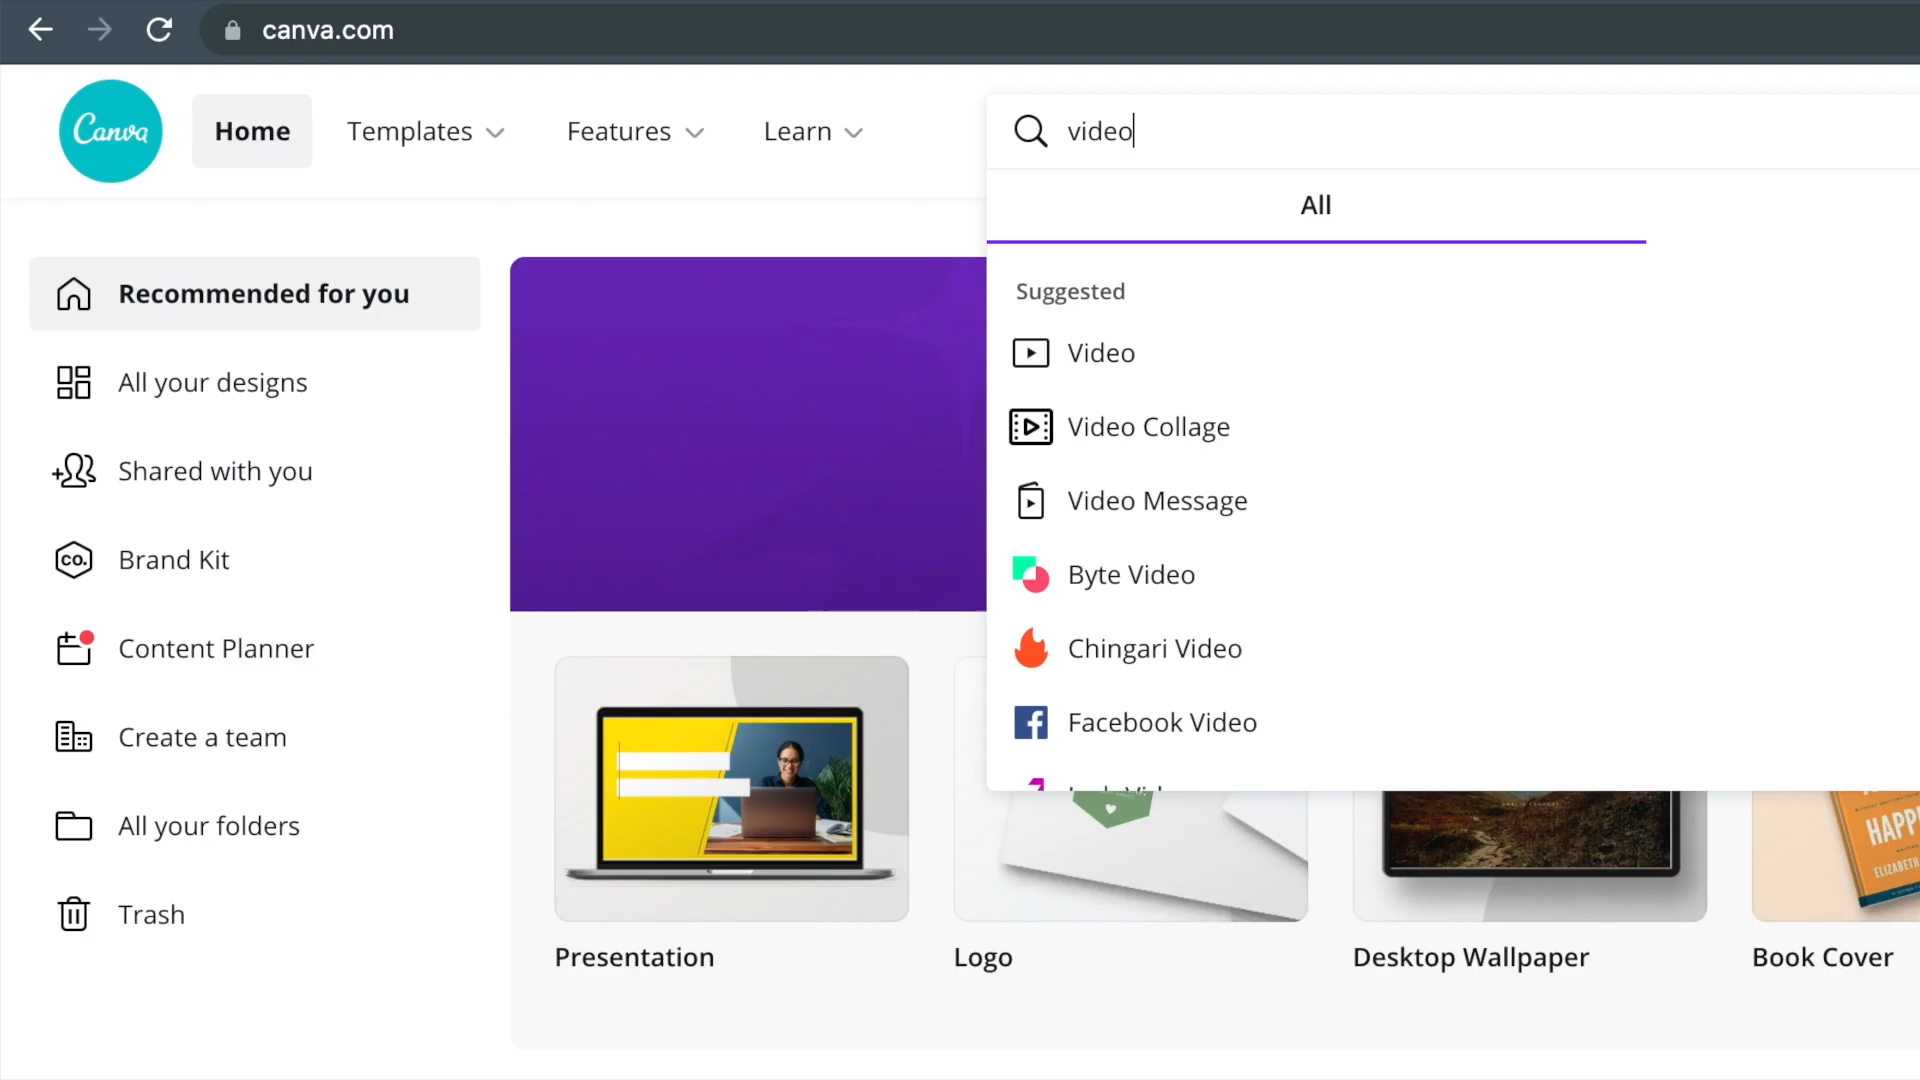 canva.com
Canva
Home
Templates
Features
Learn
video
All
Suggested
Video
Video Collage
Video Message
Byte Video
Chingari Video
Facebook Video
Recommended for you
All your designs
Shared with you
CO.
Brand Kit
Content Planner
Create a team
All your folders
Trash
ELIZABETH
Presentation
Logo
Desktop Wallpaper
Book Cover